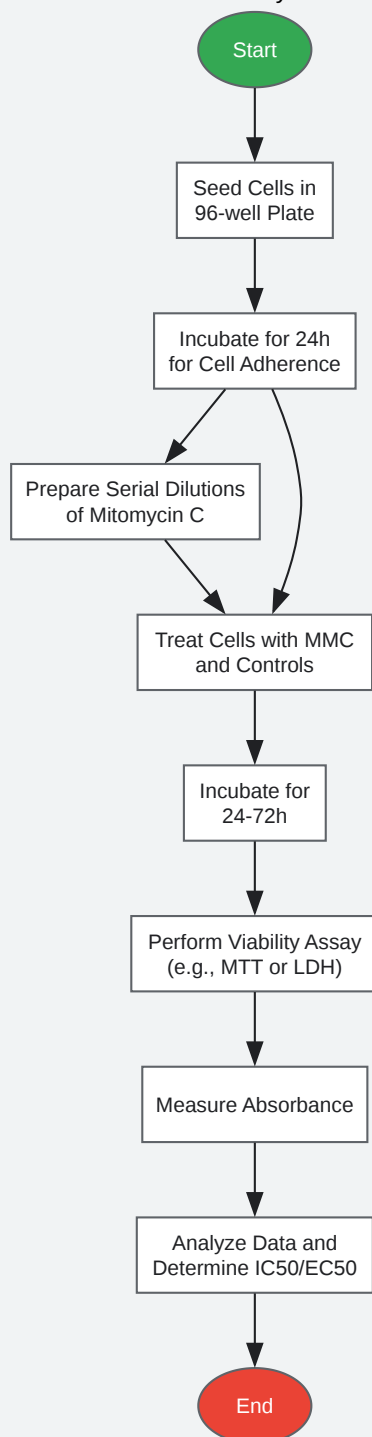 Start
Seed Cells in
96-well Plate
Incubate for 24h
for Cell Adherence
Prepare Serial Dilutions
of Mitomycin C
Treat Cells with MMC
and Controls
Incubate for
24-72h
Perform Viability Assay
(e.g., MTT or LDH)
Measure Absorbance
Analyze Data and
Determine IC50/EC50
End